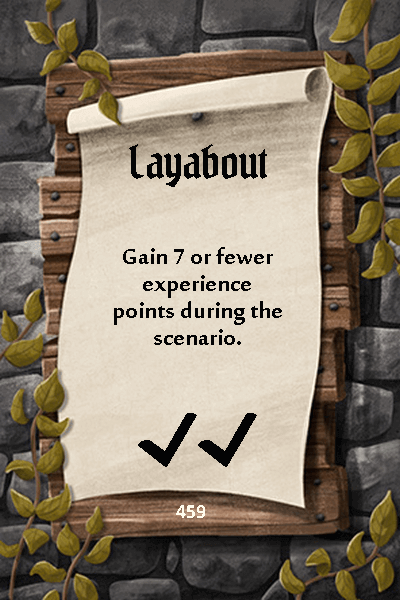 Layabout
Gain 7 or fewer
experience
points during the
scenario.
459